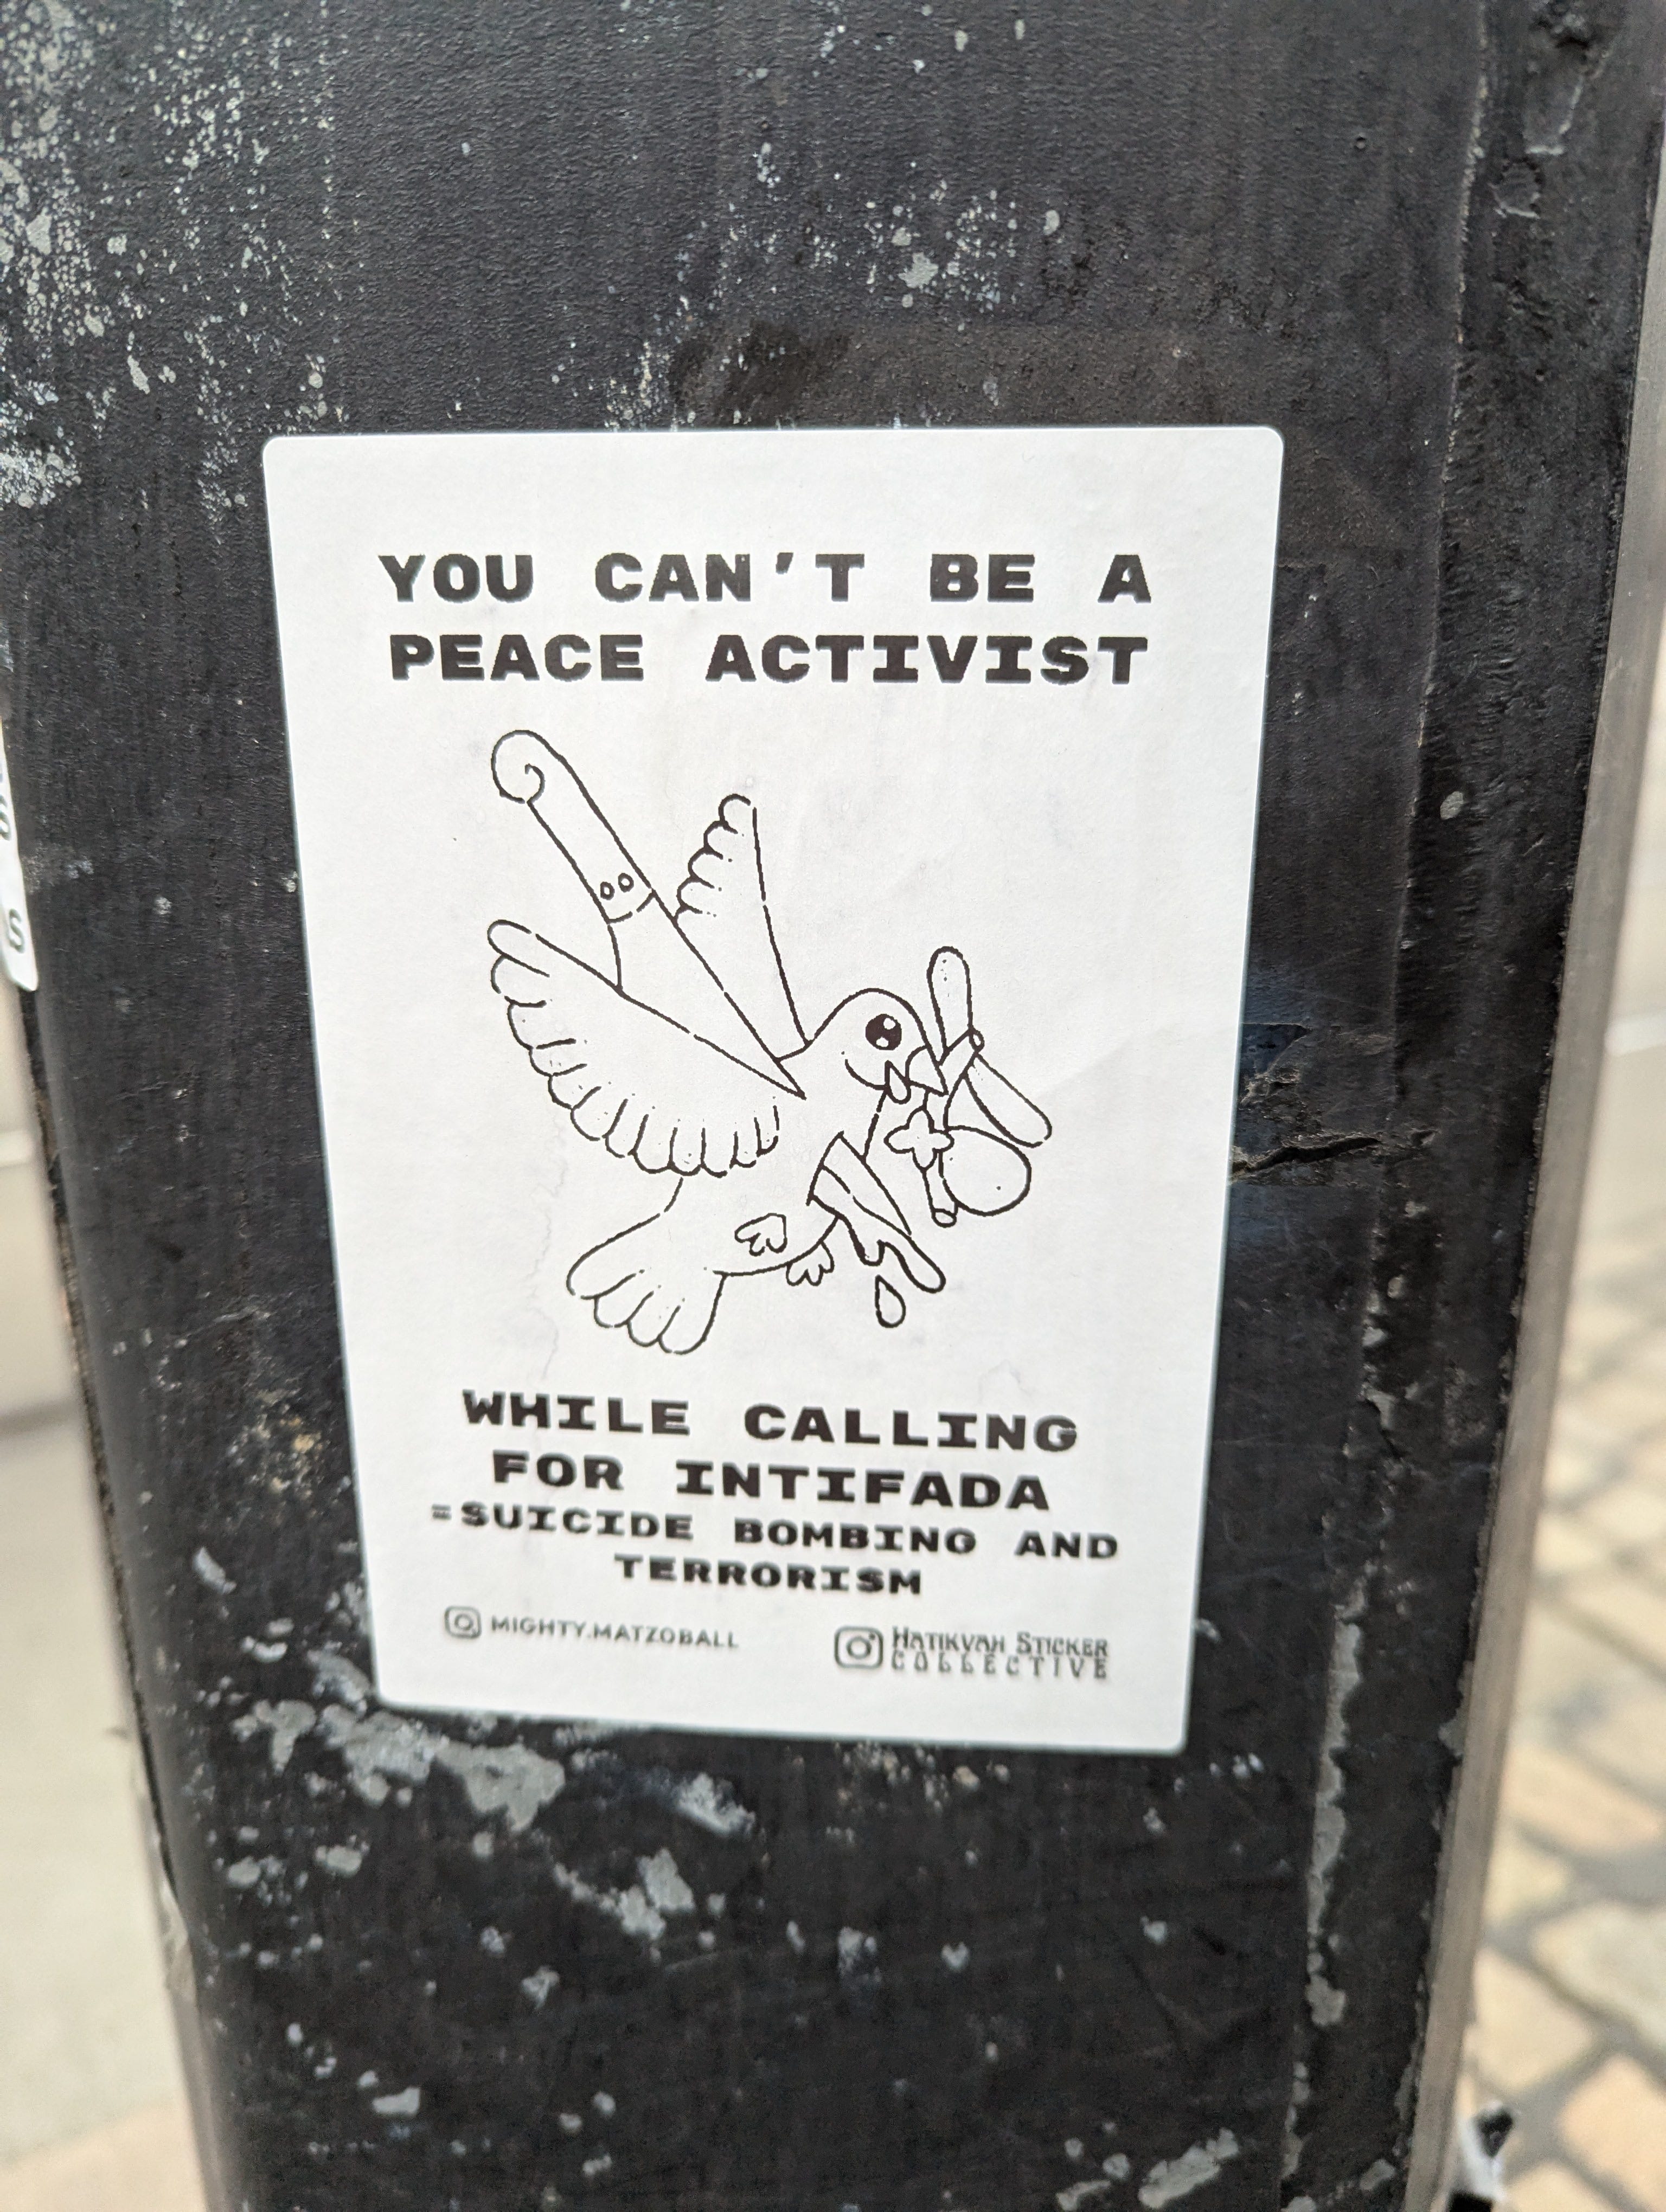 YOU CAN'T BE A
PEACE ACTIVIST
WHILE CALLING
FOR INTIFADA
=SUICIDE BOMBING AND
TERRORISM
MIGHTY.MATZOBALL
HATIKVAH STICKER
COLLECTIVE
S